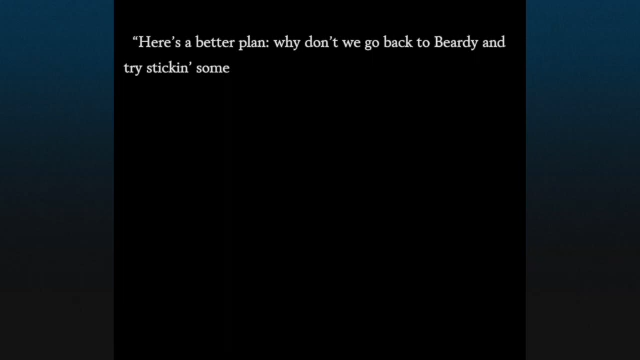 “Here’s a better plan: why don’t we go back to Beardy and
try stickin’ some